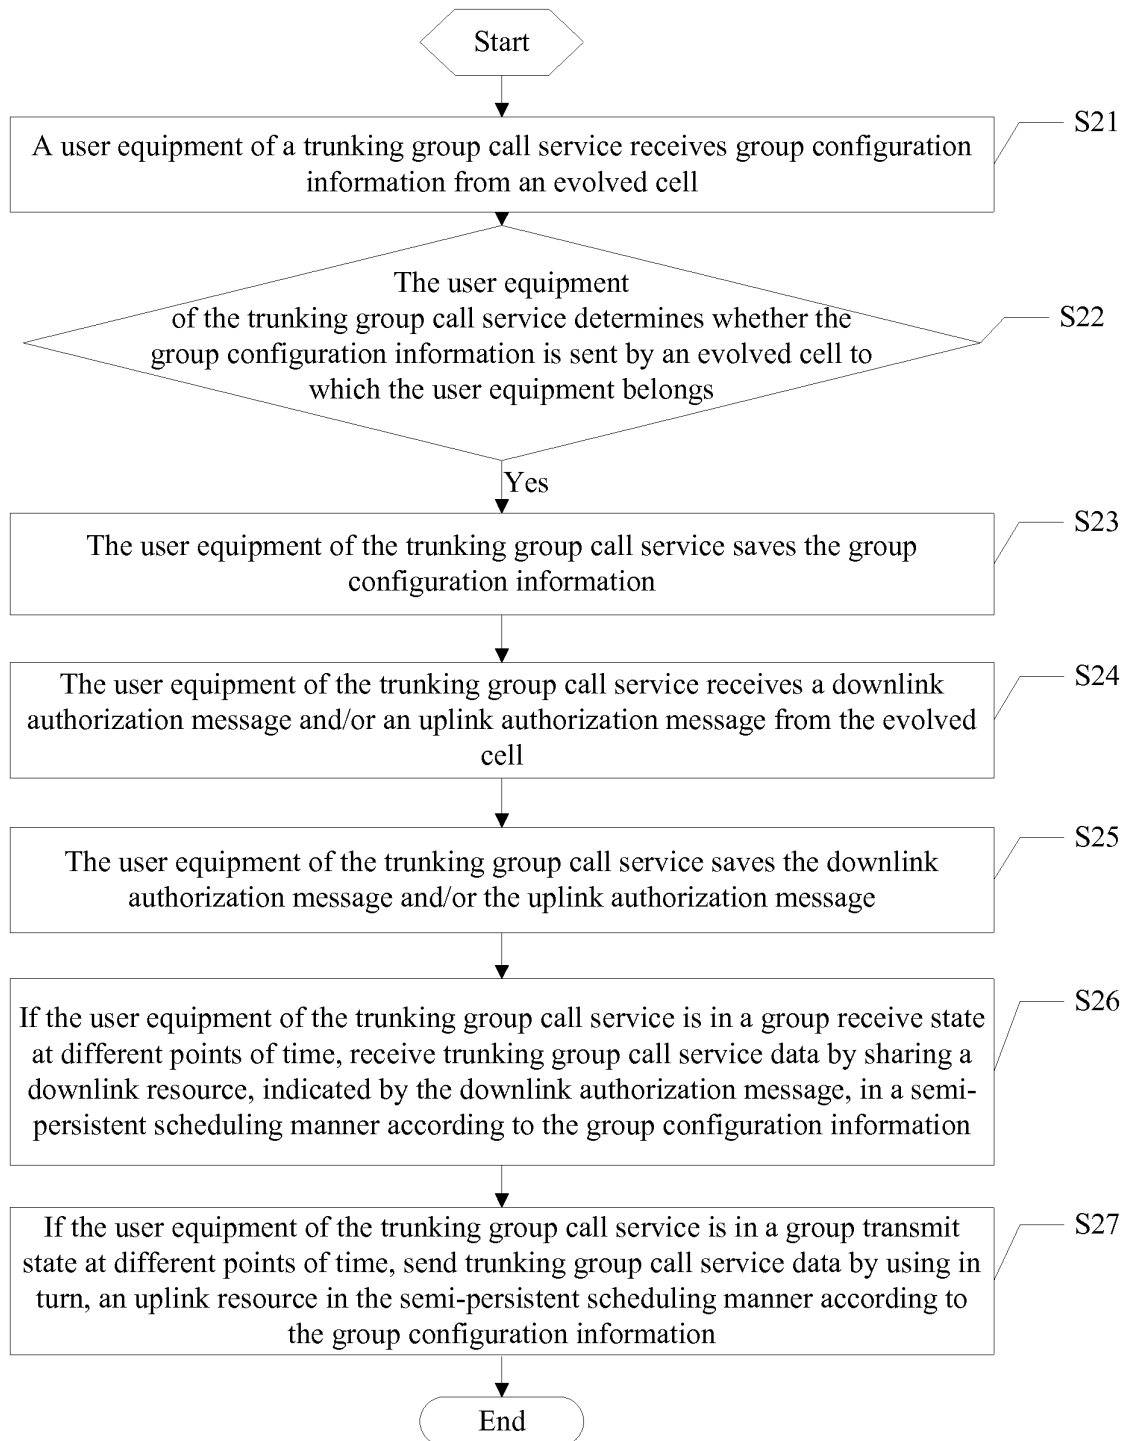 Start
S21
A user equipment of a trunking group call service receives group configuration
information from an evolved cell
The user equipment
of the trunking group call service determines whether the
S22
group configuration information is sent by an evolved cell to
which the user equipment belongs
Yes
S23
The user equipment of the trunking group call service saves the group
configuration information
S24
The user equipment of the trunking group call service receives a downlink
authorization message and/or an uplink authorization message from the evolved
cell
S25
The user equipment of the trunking group call service saves the downlink
authorization message and/or the uplink authorization message
S26
If the user equipment of the trunking group call service is in a group receive state
at different points of time, receive trunking group call service data by sharing a
downlink resource, indicated by the downlink authorization message, in a semi-
persistent scheduling manner according to the group configuration information
S27
If the user equipment of the trunking group call service is in a group transmit
state at different points of time, send trunking group call service data by using in
turn, an uplink resource in the semi-persistent scheduling manner according to
the group configuration information
End